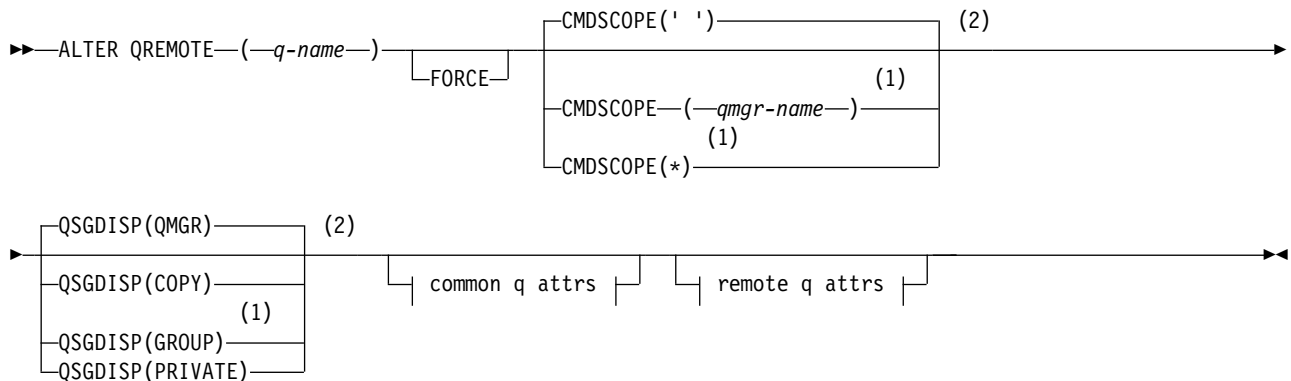 CMDSCOPE(' ') (2)
ALTER QREMOTE ( q-name )
FORCE (1)
CMDSCOPE ( qmgr-name )
(1)
CMDSCOPE(*)
QSGDISP(QMGR) (2)
QSGDISP(COPY) common q attrs remote q attrs
(1)
QSGDISP(GROUP)
QSGDISP(PRIVATE)